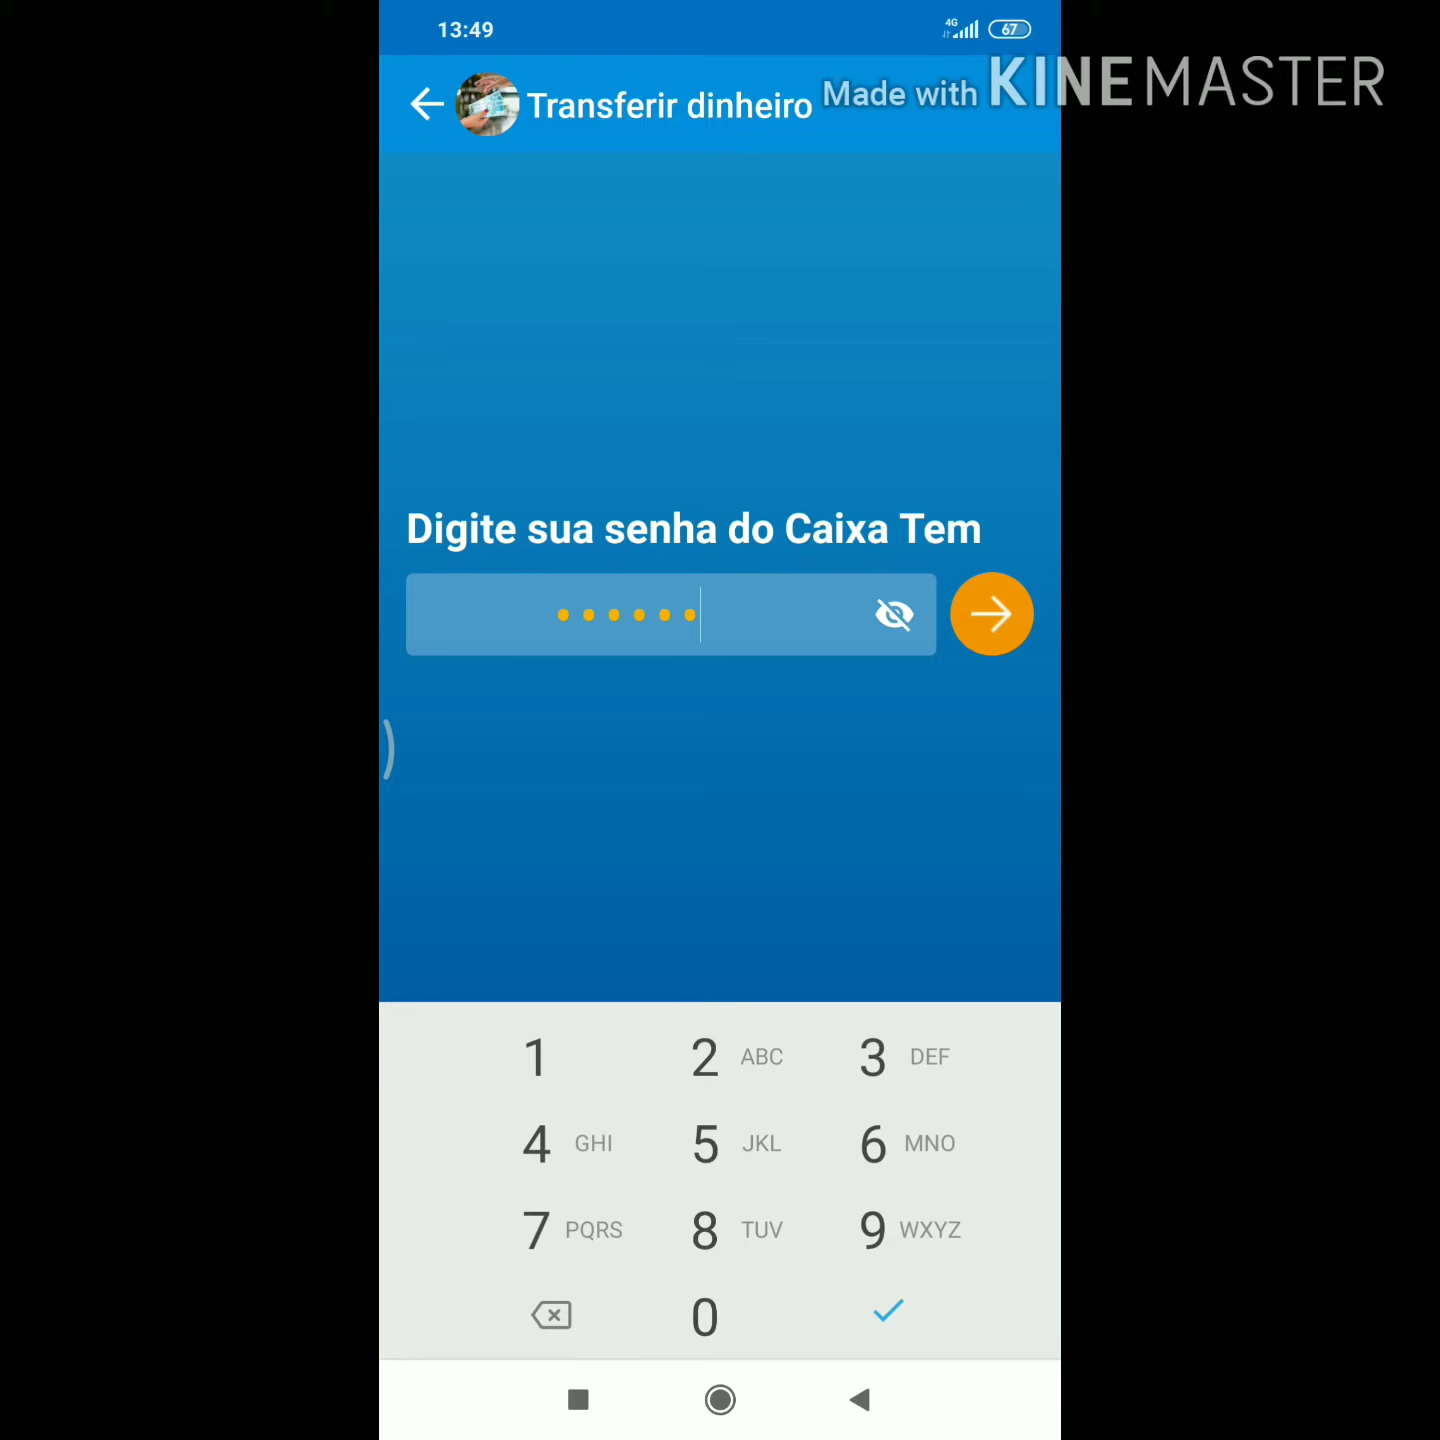 13:49
4G
67
Transferir dinheiro
Made with KINEMASTER
Digite sua senha do Caixa Tem
1
2 ABC
3 DEF
4 GHI
5 JKL
6 MNO
7 PQRS
8 TUV
9 WXYZ
0